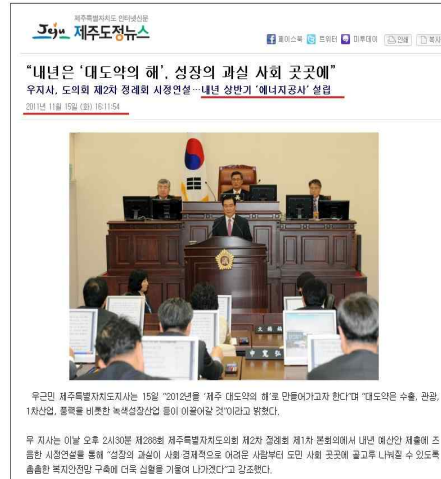 제주특별자치도 인터넷신문
Jeju 제주도정뉴스
페이스북 트위터 미투데이 인쇄 복사
“내년은 ‘대도약의 해’, 성장의 과실 사회 곳곳에”
우지사, 도의회 제2차 정례회 시정연설…내년 상반기 ‘에너지공사’ 설립
2011년 11월 15일 (화) 16:11:54
우근민 제주특별자치도지사는 15일 “2012년을 ‘제주 대도약의 해’로 만들어가고자 한다”며 “대도약은 수출, 관광,
1차산업, 풍력을 비롯한 녹색성장산업 등이 이끌어갈 것”이라고 밝혔다.
우 지사는 이날 오후 2시30분 제288회 제주특별자치도의회 제2차 정례회 제1차 본회의에서 내년 예산안 제출에 즈
음한 시정연설을 통해 “성장의 과실이 사회·경제적으로 어려운 사람부터 도민 사회 곳곳에 골고루 나눠질 수 있도록
촘촘한 복지안전망 구축에 더욱 심혈을 기울여 나가겠다”고 강조했다.